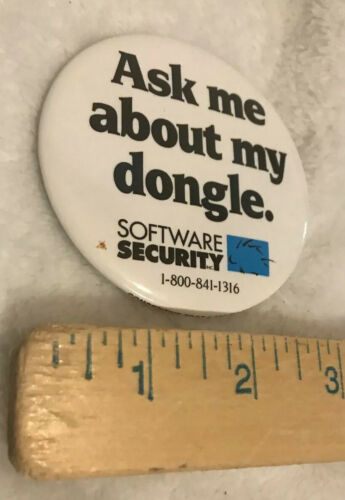 Ask me
about my
dongle.
SOFTWARE
SECURITY
1-800-841-1316
1 2 3